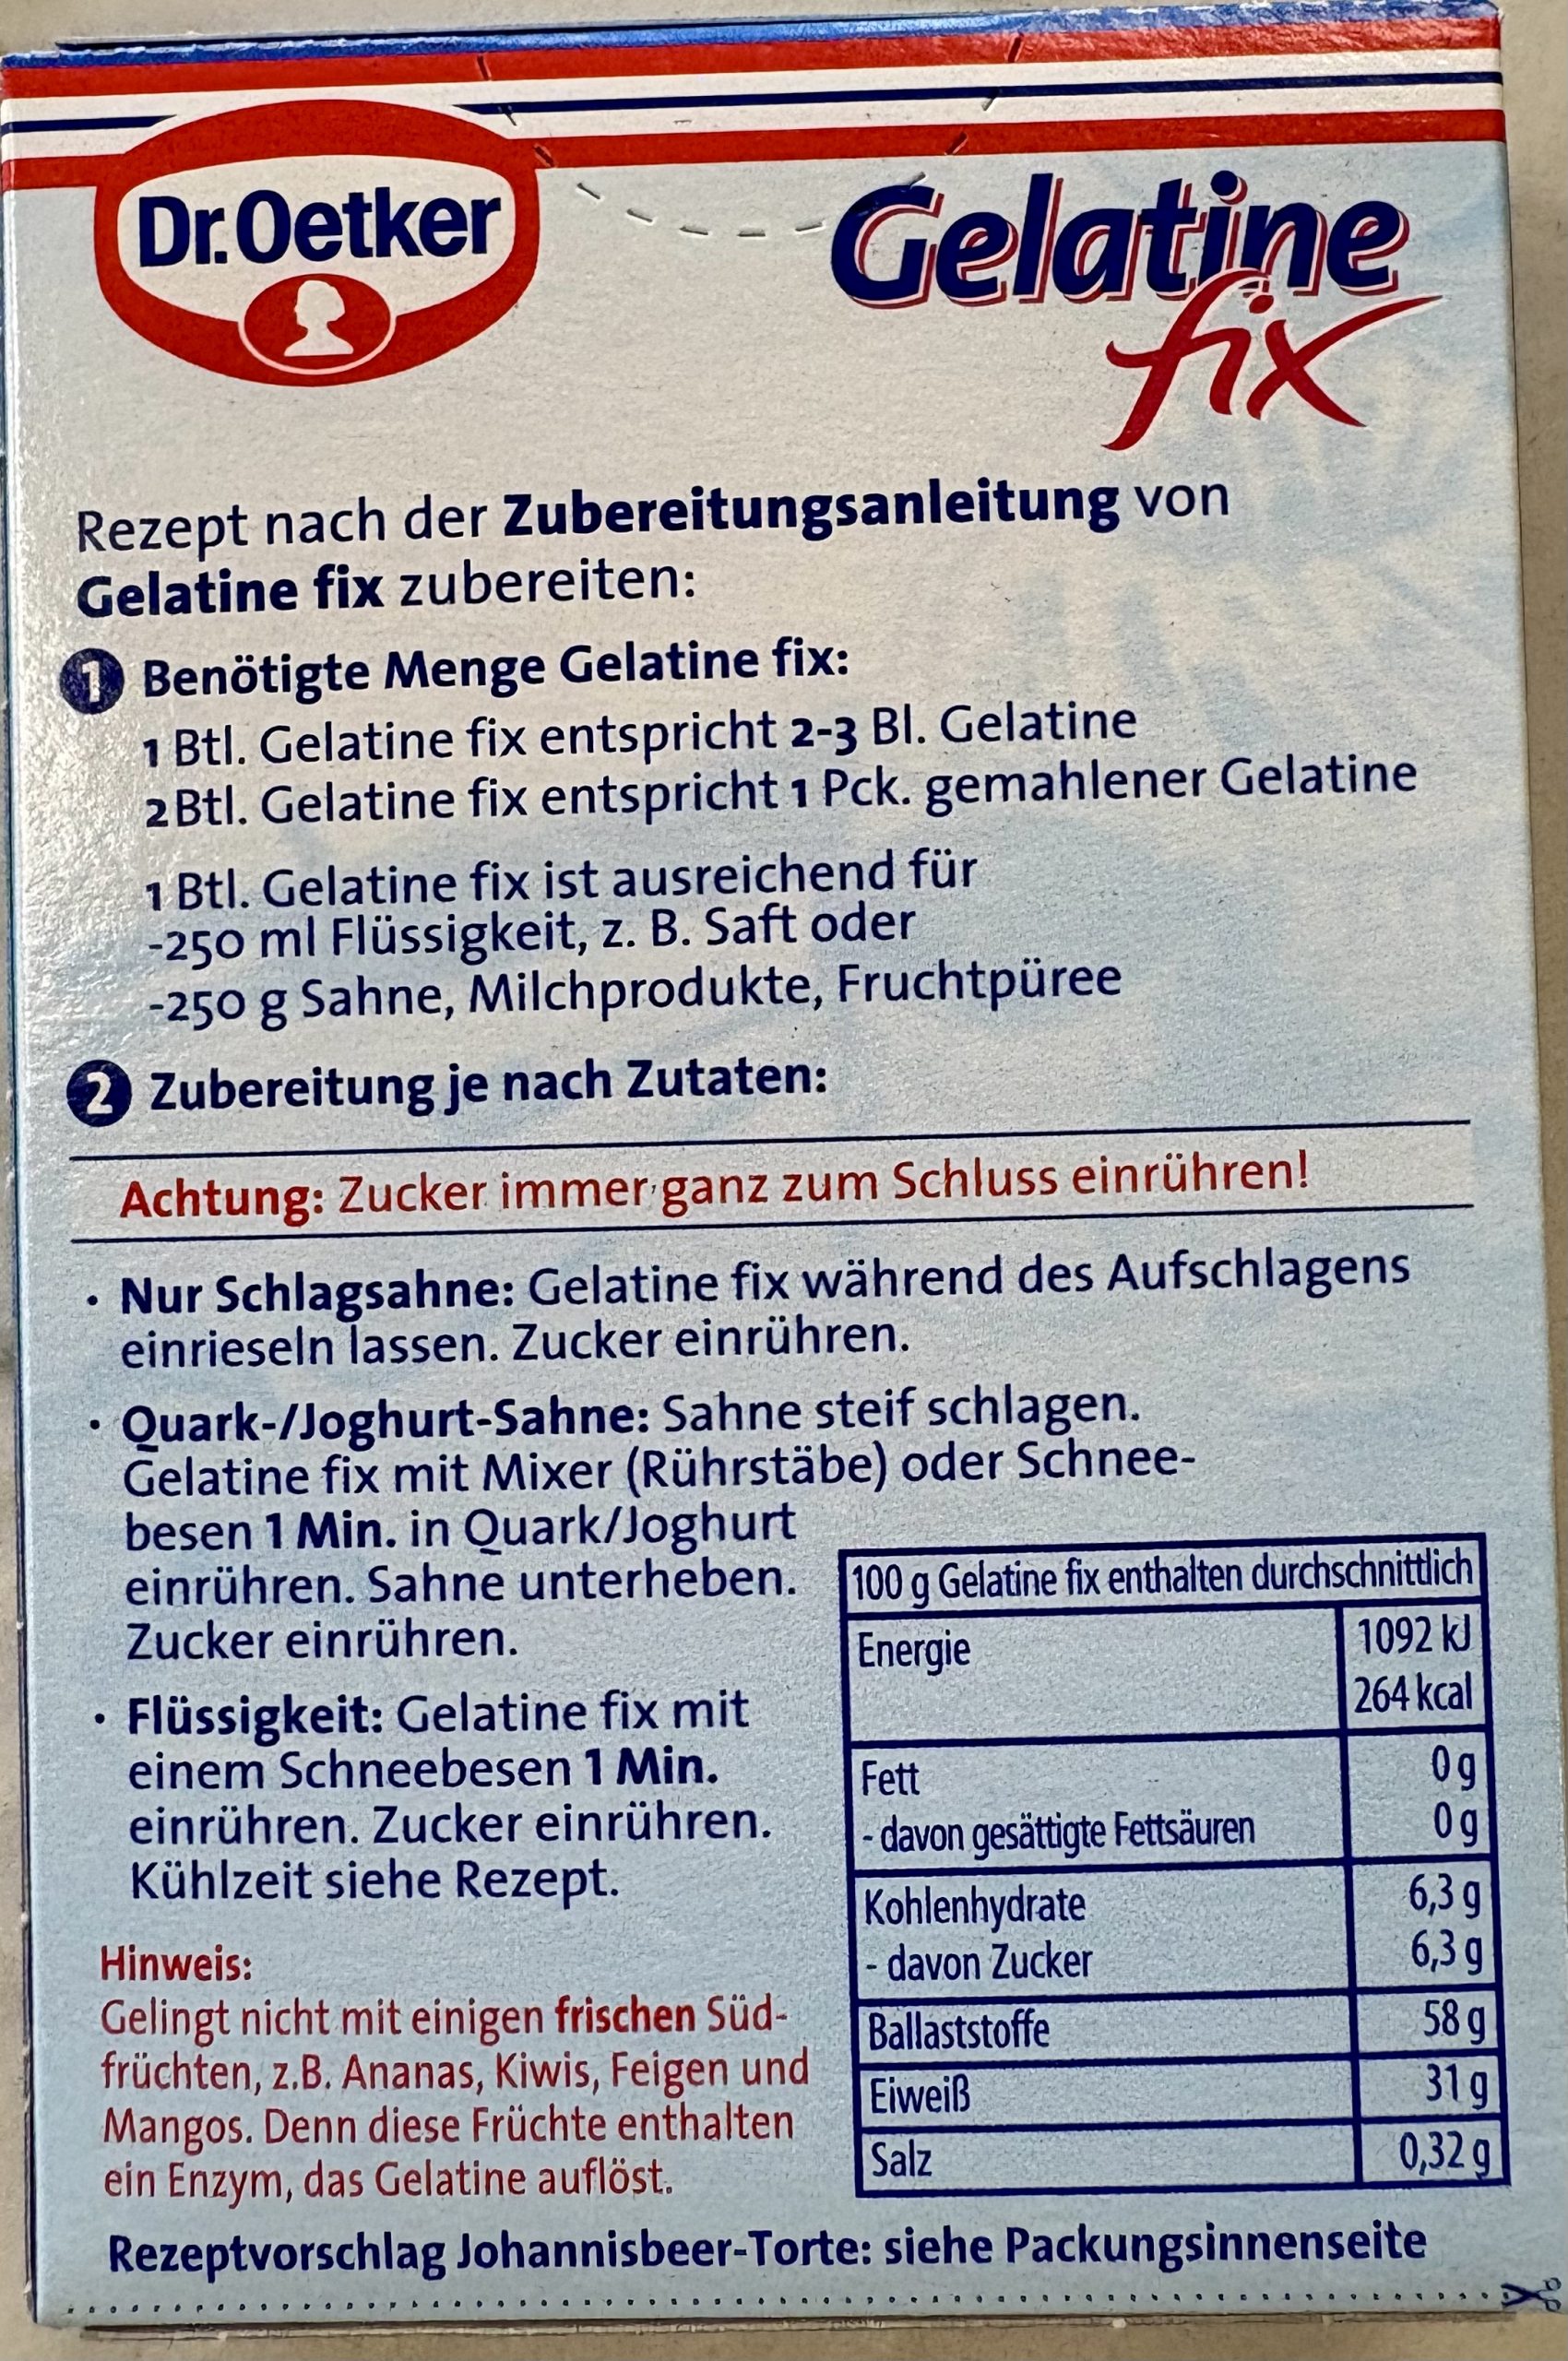 Dr. Oetker
Gelatine
fix
Rezept nach der Zubereitungsanleitung von
Gelatine fix zubereiten:
1 Benötigte Menge Gelatine fix:
1 Btl. Gelatine fix entspricht 2-3 Bl. Gelatine
2 Btl. Gelatine fix entspricht 1 Pck. gemahlener Gelatine
1 Btl. Gelatine fix ist ausreichend für
-250 ml Flüssigkeit, z. B. Saft oder
-250 g Sahne, Milchprodukte, Fruchtpüree
2 Zubereitung je nach Zutaten:
Achtung: Zucker immer ganz zum Schluss einrühren!
· Nur Schlagsahne: Gelatine fix während des Aufschlagens
einrieseln lassen. Zucker einrühren.
· Quark-/Joghurt-Sahne: Sahne steif schlagen.
Gelatine fix mit Mixer (Rührstäbe) oder Schnee-
besen 1 Min. in Quark/Joghurt
einrühren. Sahne unterheben.
Zucker einrühren.
· Flüssigkeit: Gelatine fix mit
einem Schneebesen 1 Min.
einrühren. Zucker einrühren.
Kühlzeit siehe Rezept.
Hinweis:
Gelingt nicht mit einigen frischen Süd-
früchten, z.B. Ananas, Kiwis, Feigen und
Mangos. Denn diese Früchte enthalten
ein Enzym, das Gelatine auflöst.
100 g Gelatine fix enthalten durchschnittlich
Energie 1092 kJ
264 kcal
Fett 0 g
- davon gesättigte Fettsäuren 0 g
Kohlenhydrate 6,3 g
- davon Zucker 6,3 g
Ballaststoffe 58 g
Eiweiß 31 g
Salz 0,32 g
Rezeptvorschlag Johannisbeer-Torte: siehe Packungsinnenseite